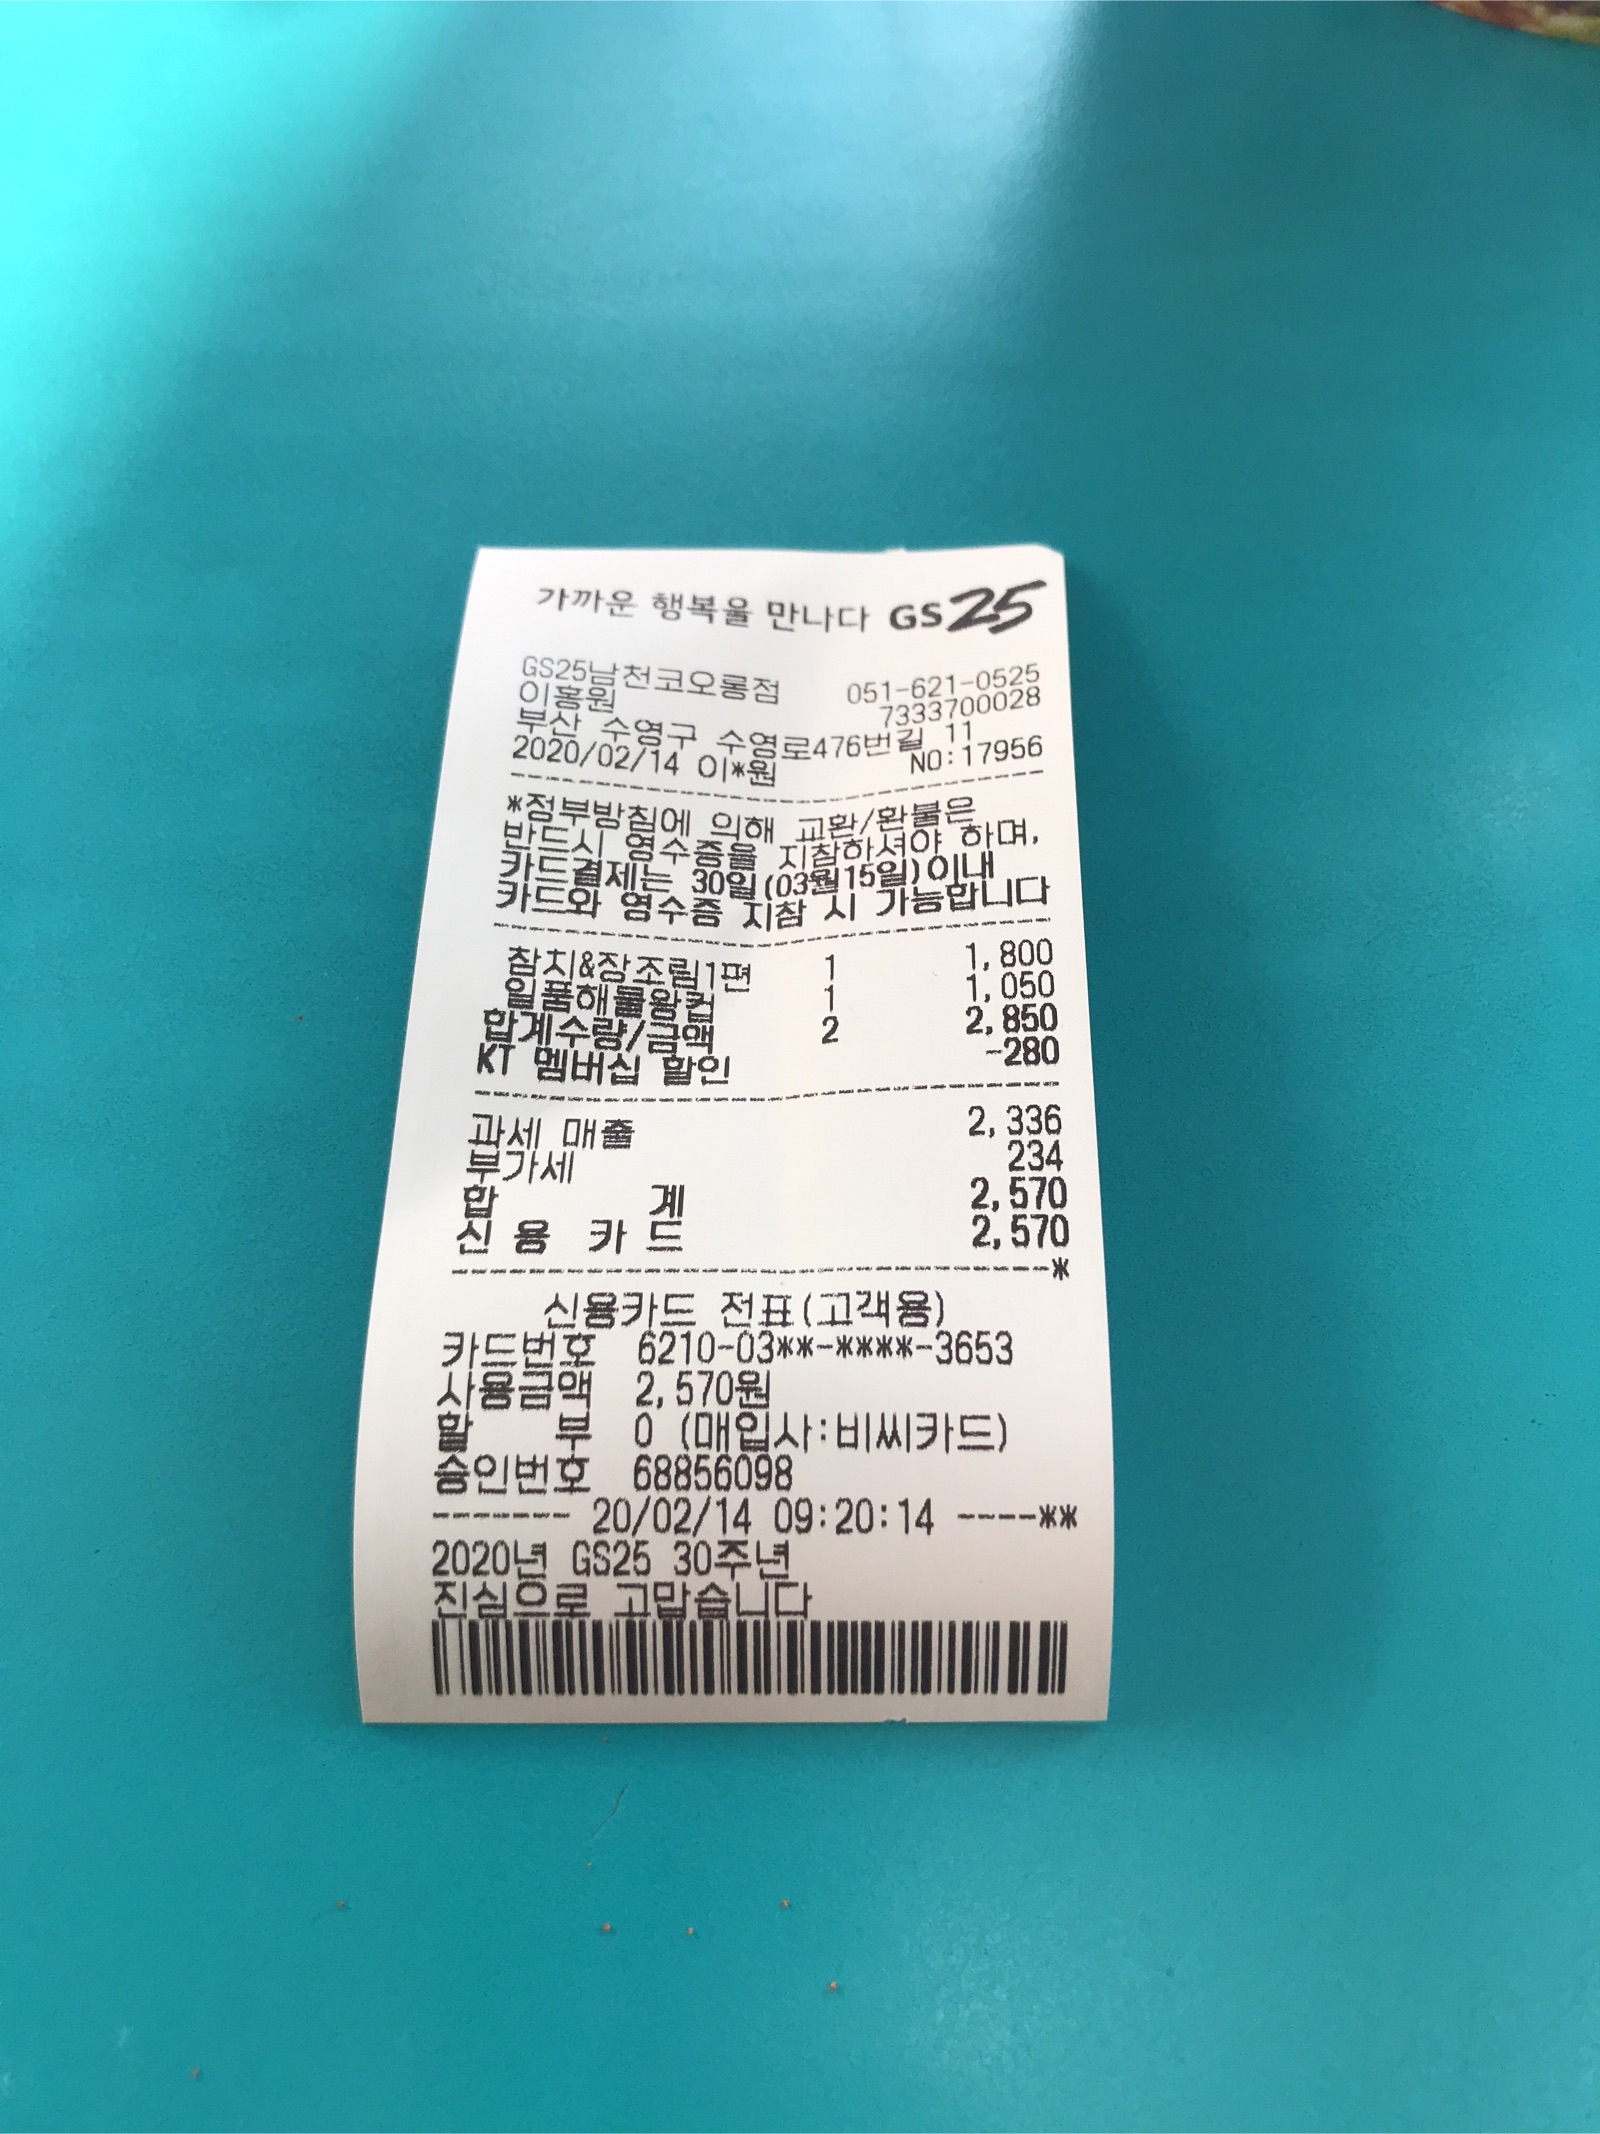 가까운 행복을 만나다 GS25
GS25남천코오롱점 051-621-0525
이홍원 7333700028
부산 수영구 수영로476번길 11
2020/02/14 이*원 NO:17956
*정부방침에 의해 교환/환불은
반드시 영수증을 지참하셔야 하며,
카드결제는 30일(03월15일)이내
카드와 영수증 지참 시 가능합니다
참치&장조림1편 1 1,800
일품해물왕컵 1 1,050
합계수량/금액 2 2,850
KT 멤버십 할인 -280
과세 매출 2,336
부가세 234
합 계 2,570
신 용 카 드 2,570
*
신용카드 전표(고객용)
카드번호 6210-03**-****-3653
사용금액 2,570원
할 부 0 (매입사:비씨카드)
승인번호 68856098
------- 20/02/14 09:20:14 ----**
2020년 GS25 30주년
진심으로 고맙습니다